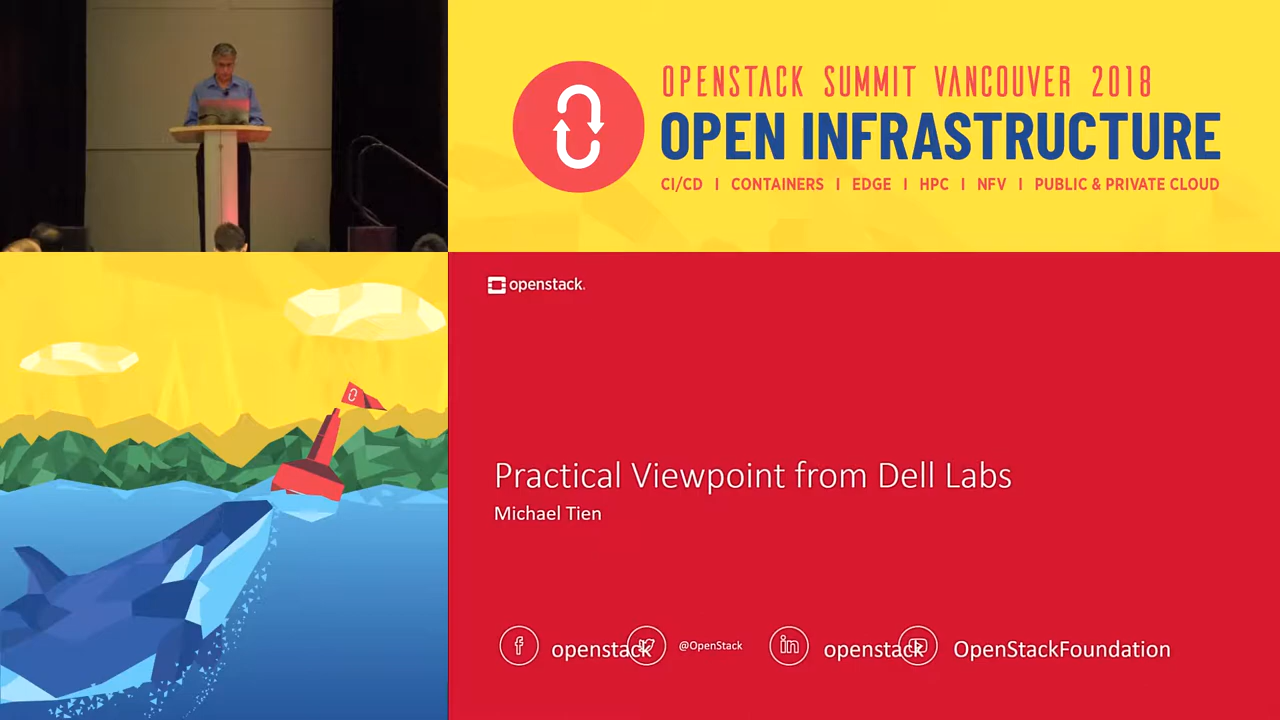 OPENSTACK SUMMIT VANCOUVER 2018
OPEN INFRASTRUCTURE
CI/CD | CONTAINERS | EDGE | HPC | NFV | PUBLIC & PRIVATE CLOUD
openstack.
Practical Viewpoint from Dell Labs
Michael Tien
openstack @OpenStack openstack OpenStackFoundation